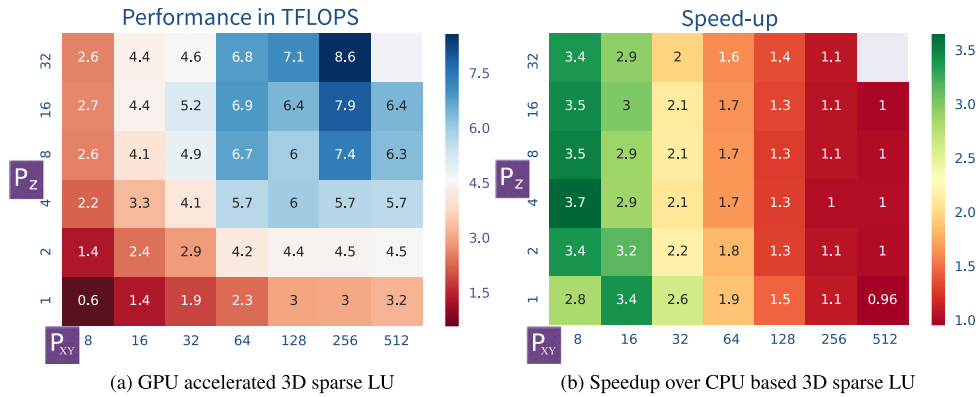 Performance in TFLOPS
32 2.6 4.4 4.6 6.8 7.1 8.6
16 2.7 4.4 5.2 6.9 6.4 7.9 6.4
8 2.6 4.1 4.9 6.7 6 7.4 6.3
4 2.2 3.3 4.1 5.7 6 5.7 5.7
2 1.4 2.4 2.9 4.2 4.4 4.5 4.5
1 0.6 1.4 1.9 2.3 3 3 3.2
PZ
PXY 8 16 32 64 128 256 512
7.5
6.0
4.5
3.0
1.5
(a) GPU accelerated 3D sparse LU
Speed-up
32 3.4 2.9 2 1.6 1.4 1.1
16 3.5 3 2.1 1.7 1.3 1.1 1
8 3.5 2.9 2.1 1.7 1.3 1.1 1
4 3.7 2.9 2.1 1.7 1.3 1 1
2 3.4 3.2 2.2 1.8 1.3 1.1 1
1 2.8 3.4 2.6 1.9 1.5 1.1 0.96
PZ
PXY 8 16 32 64 128 256 512
3.5
3.0
2.5
2.0
1.5
1.0
(b) Speedup over CPU based 3D sparse LU